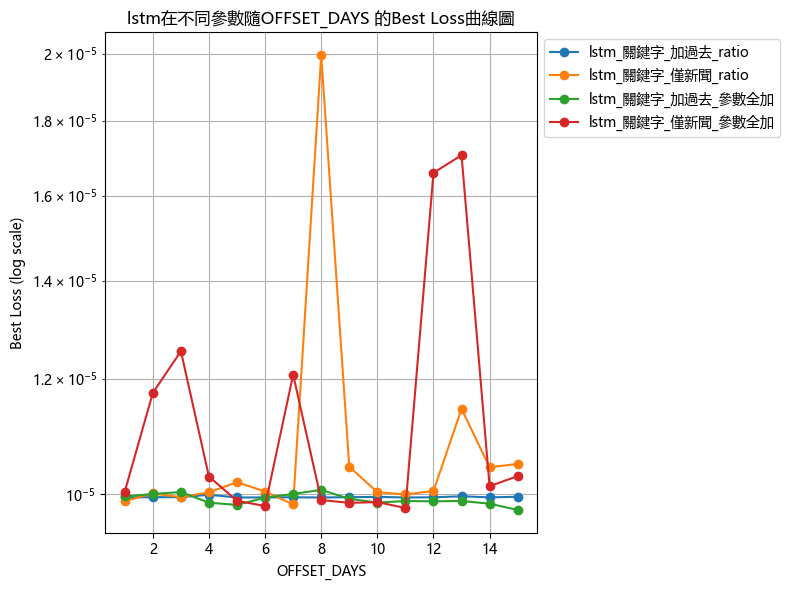 lstm在不同參數隨OFFSET_DAYS 的Best Loss曲線圖
lstm_關鍵字_加過去_ratio
lstm_關鍵字_僅新聞_ratio
lstm_關鍵字_加過去_參數全加
lstm_關鍵字_僅新聞_參數全加
Best Loss (log scale)
2 × 10⁻⁵
1.8 × 10⁻⁵
1.6 × 10⁻⁵
1.4 × 10⁻⁵
1.2 × 10⁻⁵
10⁻⁵
2 4 6 8 10 12 14
OFFSET_DAYS